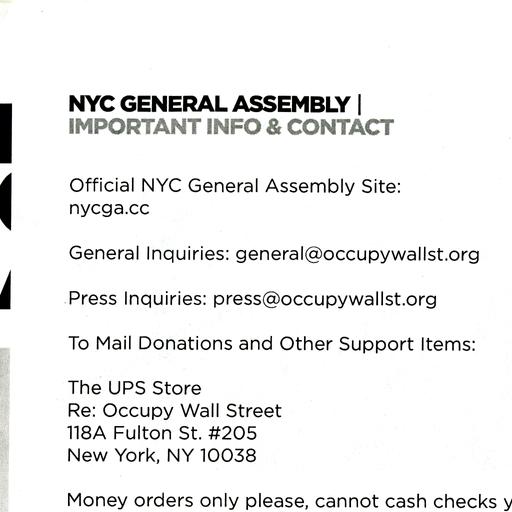 NYC GENERAL ASSEMBLY |
IMPORTANT INFO & CONTACT
Official NYC General Assembly Site:
nycga.cc
General Inquiries: general@occupywallst.org
Press Inquiries: press@occupywallst.org
To Mail Donations and Other Support Items:
The UPS Store
Re: Occupy Wall Street
118A Fulton St. #205
New York, NY 10038
Money orders only please, cannot cash checks y